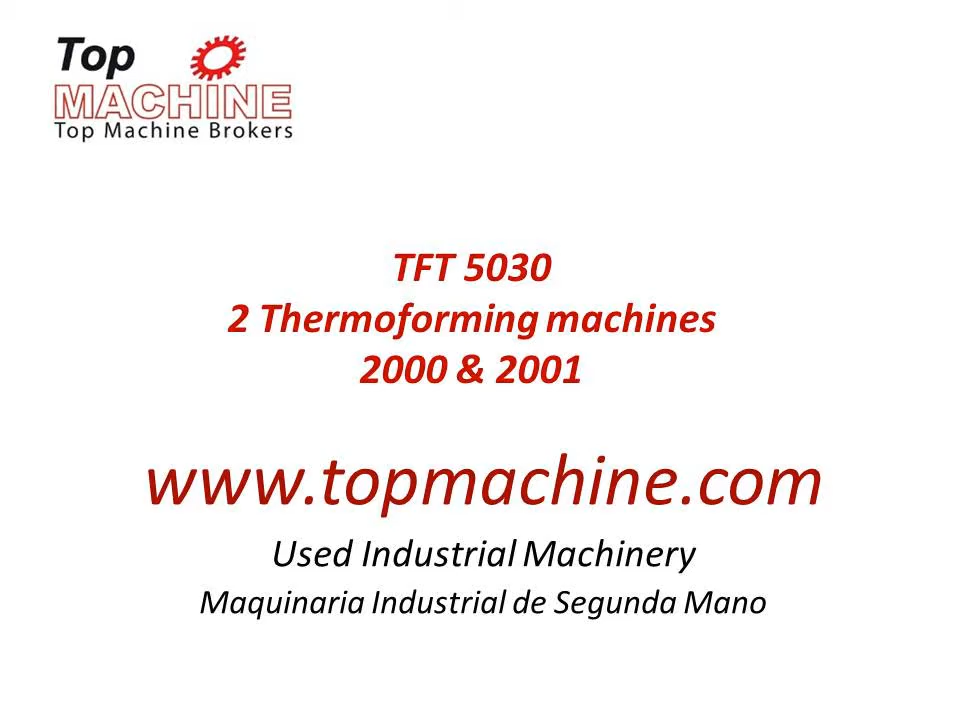 Top
MACHINE
Top Machine Brokers
TFT 5030
2 Thermoforming machines
2000 & 2001
www.topmachine.com
Used Industrial Machinery
Maquinaria Industrial de Segunda Mano